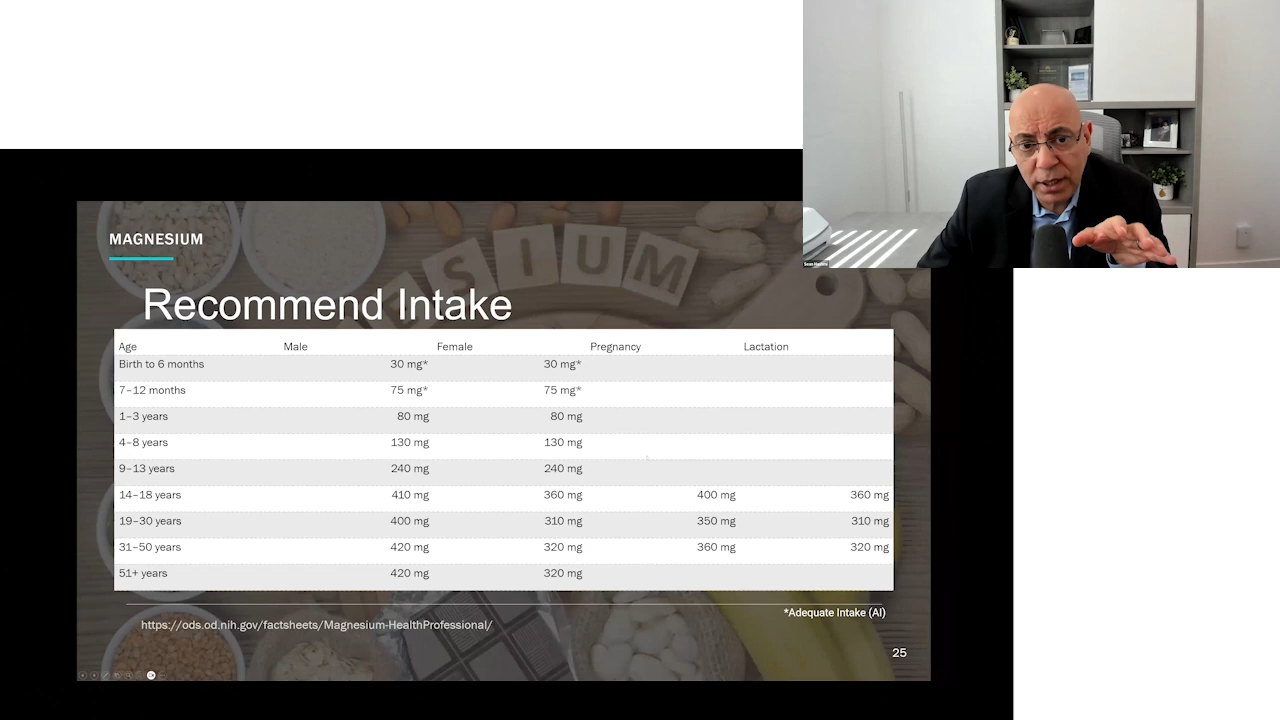 MAGNESIUM
SIUM
Recommend Intake
Age Male Female Pregnancy Lactation
Birth to 6 months 30 mg* 30 mg*
7–12 months 75 mg* 75 mg*
1–3 years 80 mg 80 mg
4–8 years 130 mg 130 mg
9–13 years 240 mg 240 mg
14–18 years 410 mg 360 mg 400 mg 360 mg
19–30 years 400 mg 310 mg 350 mg 310 mg
31–50 years 420 mg 320 mg 360 mg 320 mg
51+ years 420 mg 320 mg
*Adequate Intake (AI)
https://ods.od.nih.gov/factsheets/Magnesium-HealthProfessional/
25